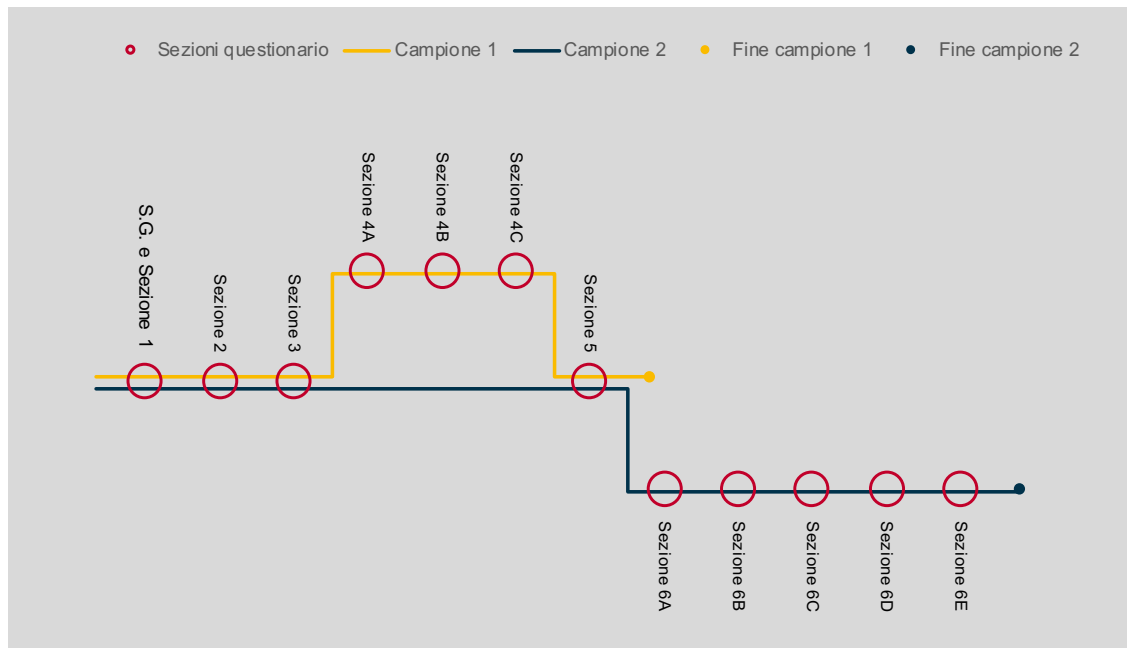 Sezioni questionario
Campione 1
Campione 2
Fine campione 1
Fine campione 2
S.G. e Sezione 1
Sezione 2
Sezione 3
Sezione 4A
Sezione 4B
Sezione 4C
Sezione 5
Sezione 6A
Sezione 6B
Sezione 6C
Sezione 6D
Sezione 6E